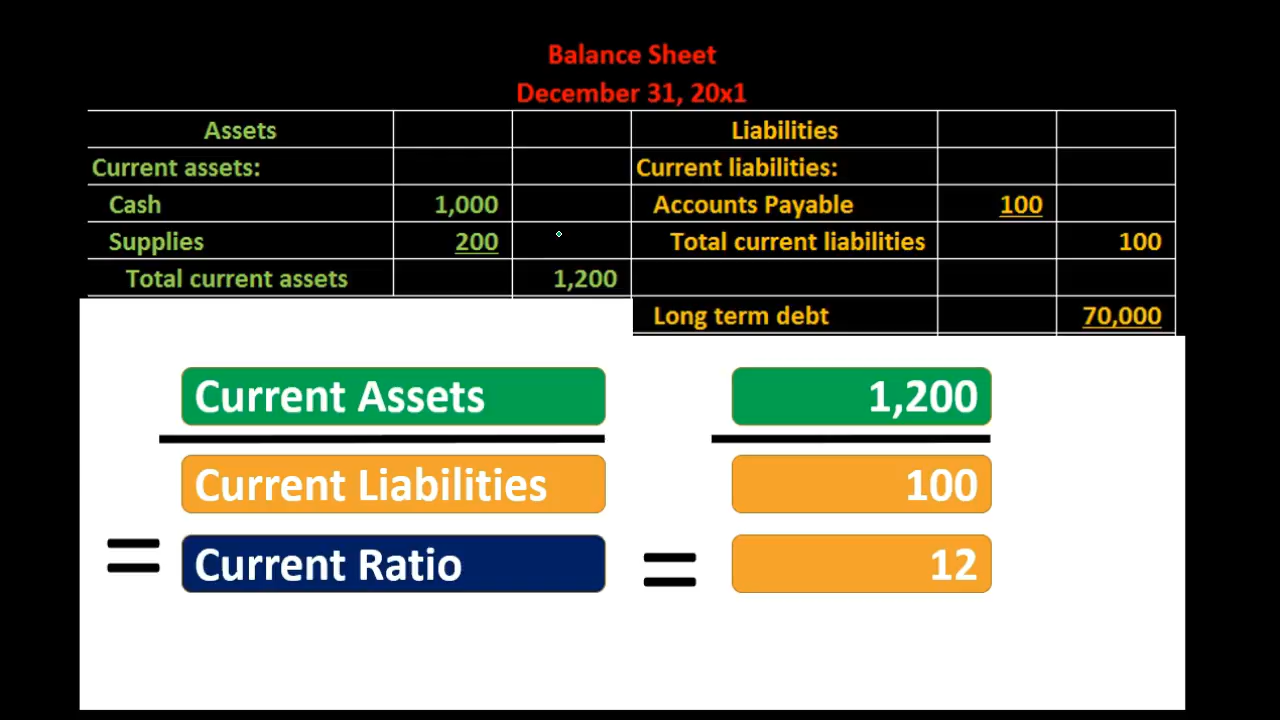 Balance Sheet
December 31, 20x1
Assets Liabilities
Current assets: Current liabilities:
Cash 1,000 Accounts Payable 100
Supplies 200 Total current liabilities 100
Total current assets 1,200
Long term debt 70,000
Current Assets 1,200
Current Liabilities 100
= Current Ratio = 12